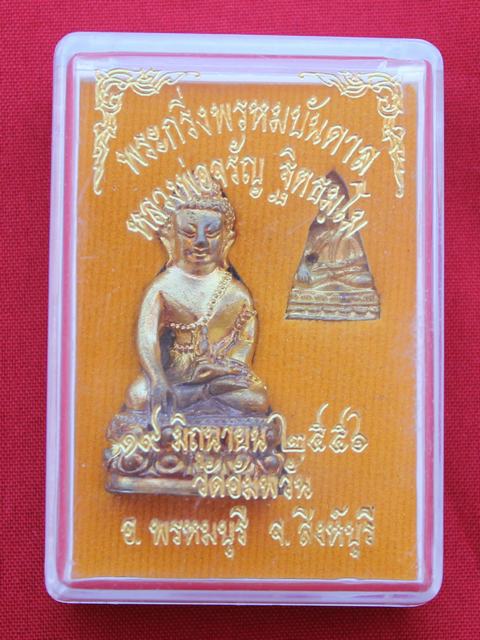 พระกริ่งพรหมบันดาล
หลวงพ่อจรัญ ฐิตธมฺโม
๑๙ มิถุนายน ๒๕๕๑
วัดอัมพวัน
อ. พรหมบุรี จ. สิงห์บุรี